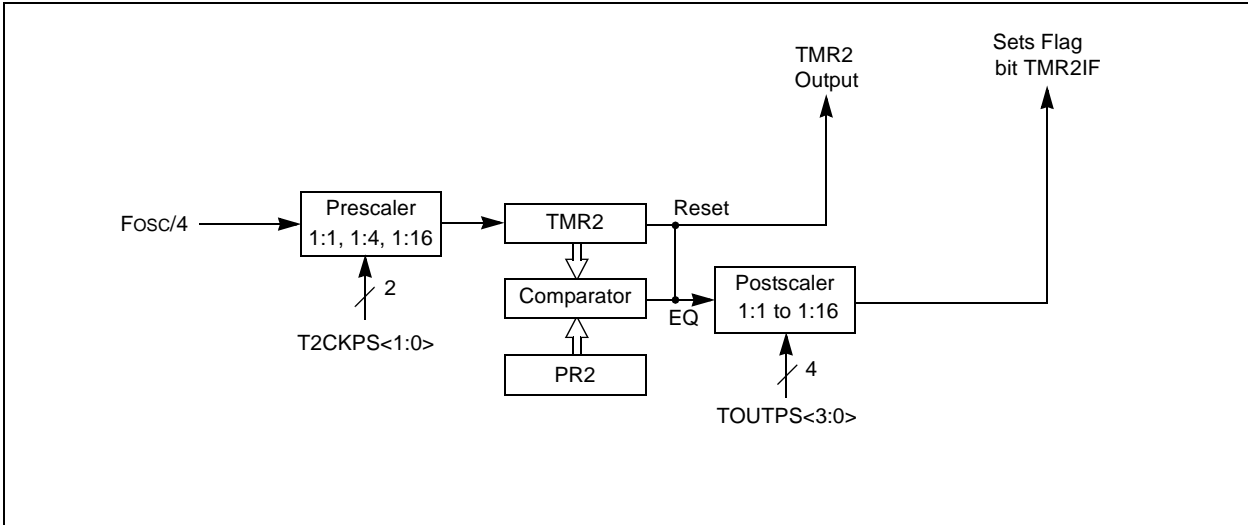 TMR2
Output
Sets Flag
bit TMR2IF
FOSC/4
Prescaler
1:1, 1:4, 1:16
2
T2CKPS<1:0>
TMR2
Reset
Comparator
EQ
PR2
Postscaler
1:1 to 1:16
4
TOUTPS<3:0>